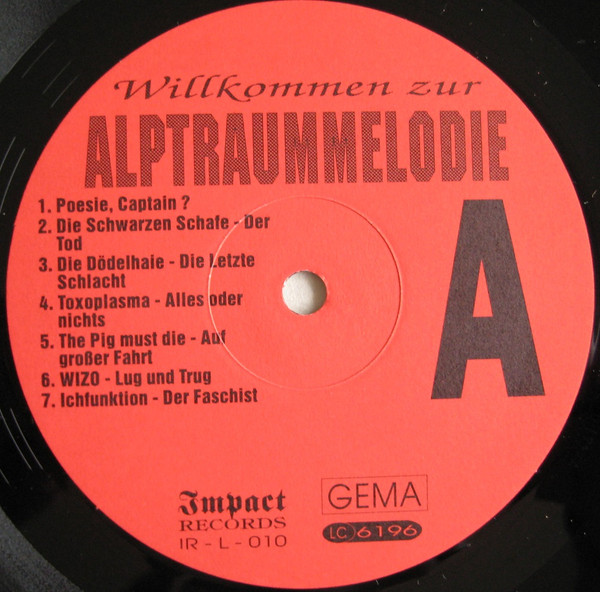 Willkommen zur
ALPTRAUMMELODIE
1. Poesie, Captain ?
2. Die Schwarzen Schafe - Der
Tod
3. Die Dödelhaie - Die Letzte
Schlacht
4. Toxoplasma - Alles oder
nichts
5. The Pig must die - Auf
großer Fahrt
6. WIZO - Lug und Trug
7. Ichfunktion - Der Faschist
A
Impact
RECORDS
IR - L - 010
GEMA
LC 6196